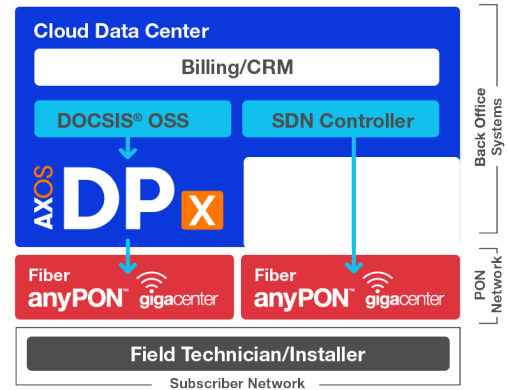 Cloud Data Center
Billing/CRM
DOCSIS® OSS
SDN Controller
AXOS
DPx
Fiber
anyPON™
gigacenter
Fiber
anyPON™
gigacenter
Field Technician/Installer
Subscriber Network
Back Office
Systems
PON
Network